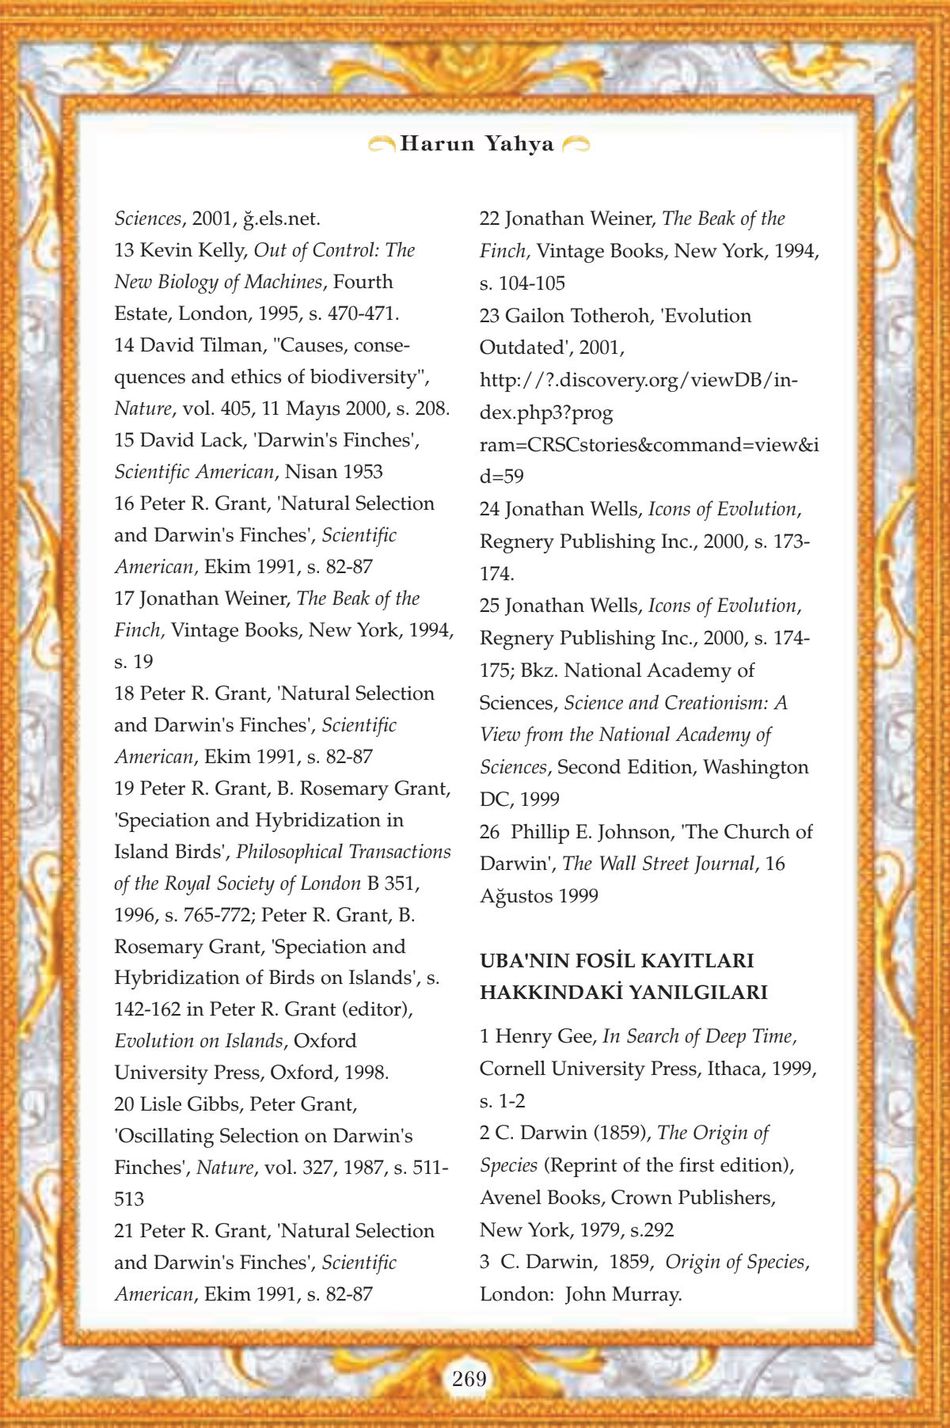 Harun Yahya
Sciences, 2001, ğ.els.net.
13 Kevin Kelly, Out of Control: The
New Biology of Machines, Fourth
Estate, London, 1995, s. 470-471.
14 David Tilman, "Causes, conse-
quences and ethics of biodiversity",
Nature, vol. 405, 11 Mayıs 2000, s. 208.
15 David Lack, 'Darwin's Finches',
Scientific American, Nisan 1953
16 Peter R. Grant, 'Natural Selection
and Darwin's Finches', Scientific
American, Ekim 1991, s. 82-87
17 Jonathan Weiner, The Beak of the
Finch, Vintage Books, New York, 1994,
s. 19
18 Peter R. Grant, 'Natural Selection
and Darwin's Finches', Scientific
American, Ekim 1991, s. 82-87
19 Peter R. Grant, B. Rosemary Grant,
'Speciation and Hybridization in
Island Birds', Philosophical Transactions
of the Royal Society of London B 351,
1996, s. 765-772; Peter R. Grant, B.
Rosemary Grant, 'Speciation and
Hybridization of Birds on Islands', s.
142-162 in Peter R. Grant (editor),
Evolution on Islands, Oxford
University Press, Oxford, 1998.
20 Lisle Gibbs, Peter Grant,
'Oscillating Selection on Darwin's
Finches', Nature, vol. 327, 1987, s. 511-
513
21 Peter R. Grant, 'Natural Selection
and Darwin's Finches', Scientific
American, Ekim 1991, s. 82-87
22 Jonathan Weiner, The Beak of the
Finch, Vintage Books, New York, 1994,
s. 104-105
23 Gailon Totheroh, 'Evolution
Outdated', 2001,
http://?.discovery.org/viewDB/in-
dex.php3?prog
ram=CRSCstories&command=view&i
d=59
24 Jonathan Wells, Icons of Evolution,
Regnery Publishing Inc., 2000, s. 173-
174.
25 Jonathan Wells, Icons of Evolution,
Regnery Publishing Inc., 2000, s. 174-
175; Bkz. National Academy of
Sciences, Science and Creationism: A
View from the National Academy of
Sciences, Second Edition, Washington
DC, 1999
26 Phillip E. Johnson, 'The Church of
Darwin', The Wall Street Journal, 16
Ağustos 1999
UBA'NIN FOSİL KAYITLARI
HAKKINDAKİ YANILGILARI
1 Henry Gee, In Search of Deep Time,
Cornell University Press, Ithaca, 1999,
s. 1-2
2 C. Darwin (1859), The Origin of
Species (Reprint of the first edition),
Avenel Books, Crown Publishers,
New York, 1979, s.292
3 C. Darwin, 1859, Origin of Species,
London: John Murray.
269